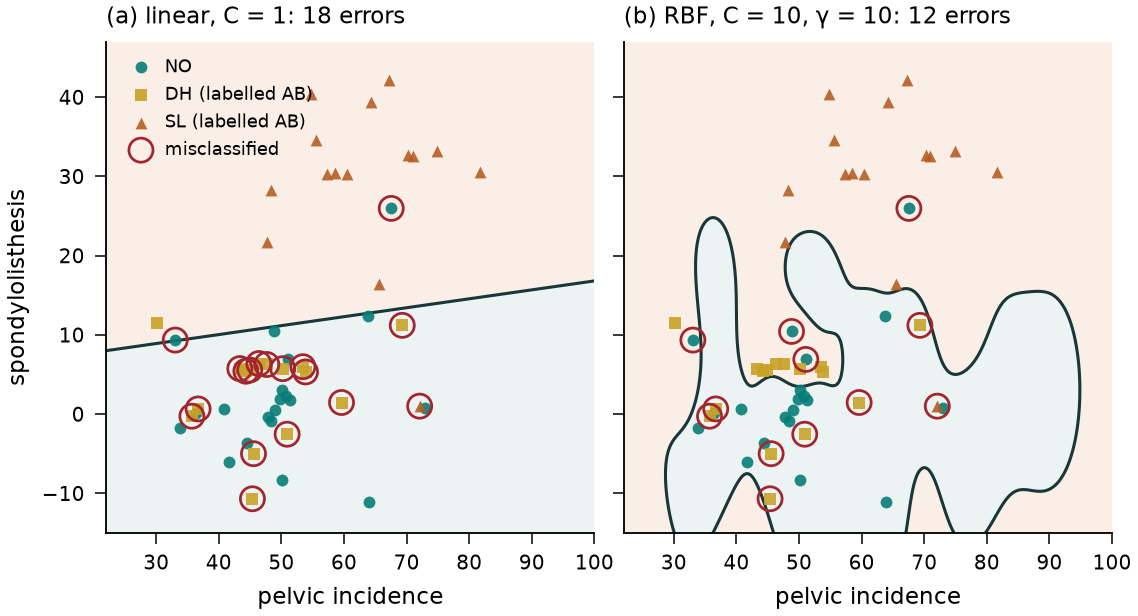 (a) linear, C = 1: 18 errors
NO
DH (labelled AB)
SL (labelled AB)
misclassified
40
30
20
10
0
−10
spondylolisthesis
30 40 50 60 70 80 90 100
pelvic incidence
(b) RBF, C = 10, γ = 10: 12 errors
30 40 50 60 70 80 90 100
pelvic incidence